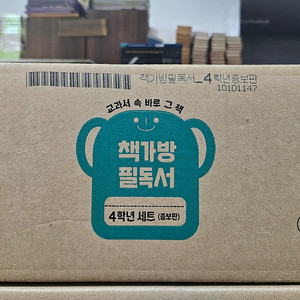 책가방필독서_4학년증보판
10101147
교과서 속 바로 그 책
책가방
필독서
4학년 세트 (증보판)